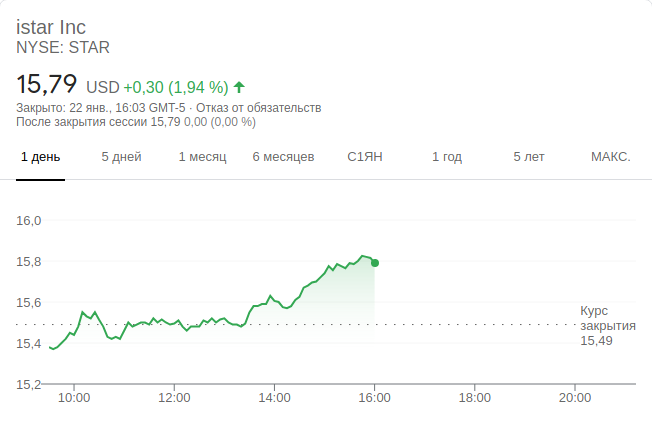 istar Inc
NYSE: STAR
15,79 USD +0,30 (1,94 %)
Закрыто: 22 янв., 16:03 GMT-5 · Отказ от обязательств
После закрытия сессии 15,79 0,00 (0,00 %)
1 день 5 дней 1 месяц 6 месяцев С1ЯН 1 год 5 лет МАКС.
16,0
15,8
15,6
15,4
15,2
Курс
закрытия
15,49
10:00 12:00 14:00 16:00 18:00 20:00